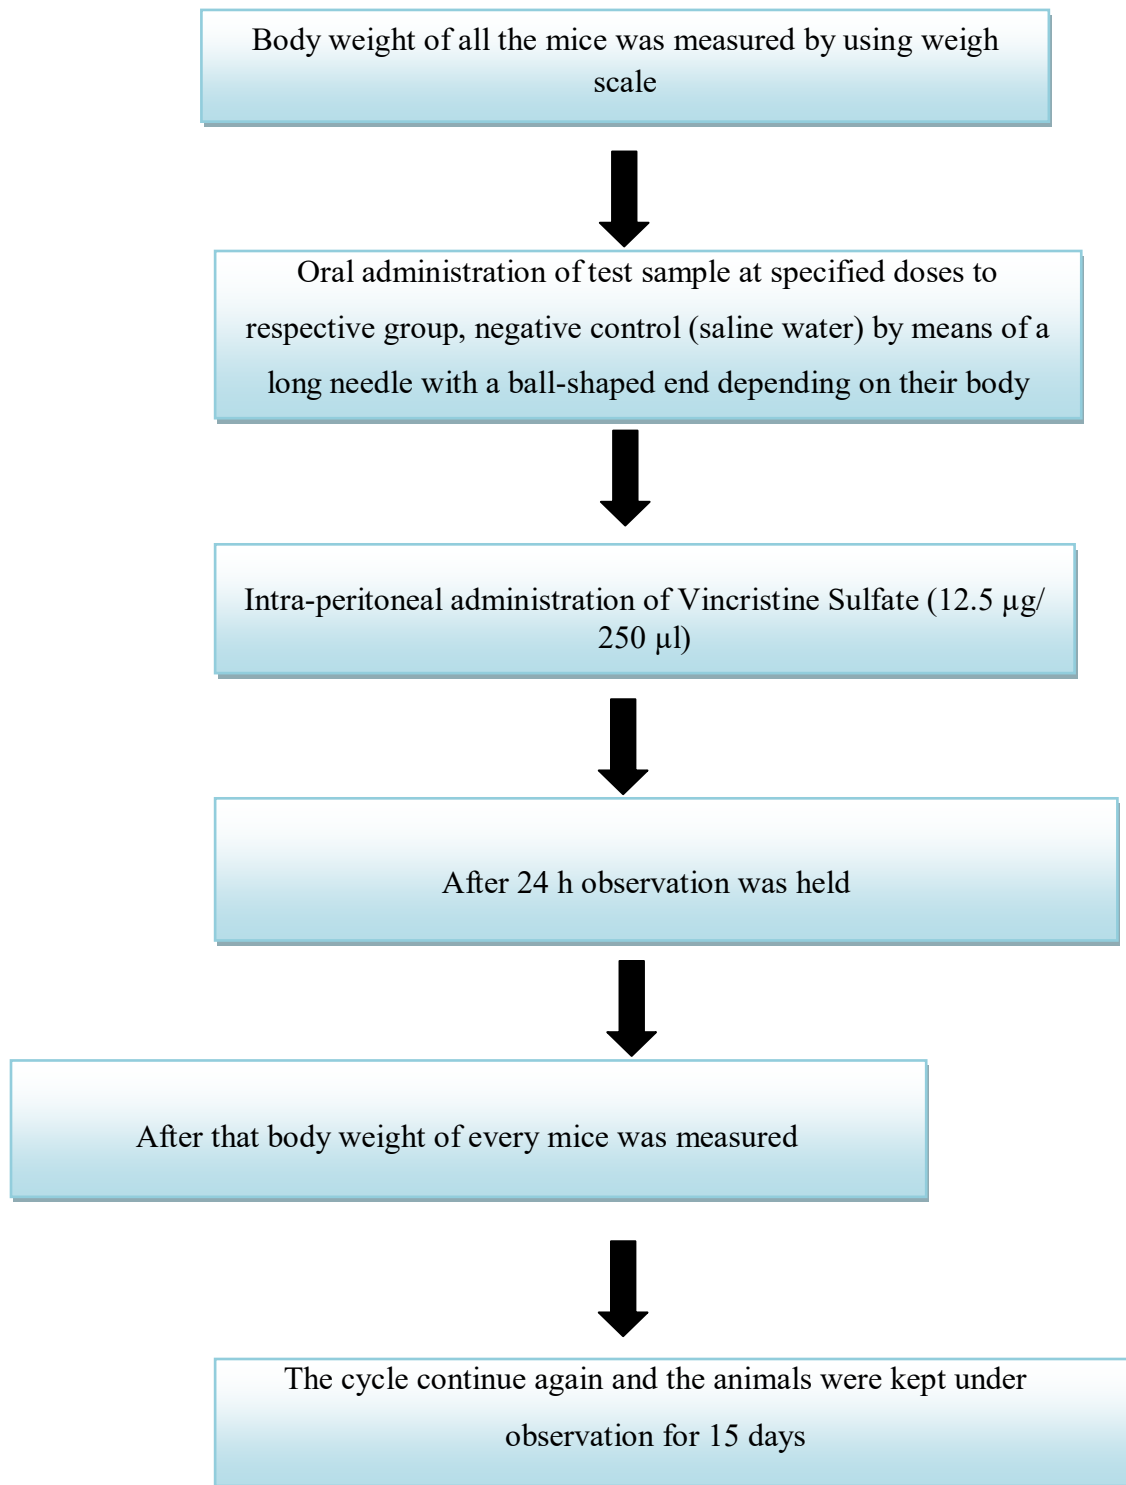 Body weight of all the mice was measured by using weigh
scale
Oral administration of test sample at specified doses to
respective group, negative control (saline water) by means of a
long needle with a ball-shaped end depending on their body
Intra-peritoneal administration of Vincristine Sulfate (12.5 µg/
250 µl)
After 24 h observation was held
After that body weight of every mice was measured
The cycle continue again and the animals were kept under
observation for 15 days